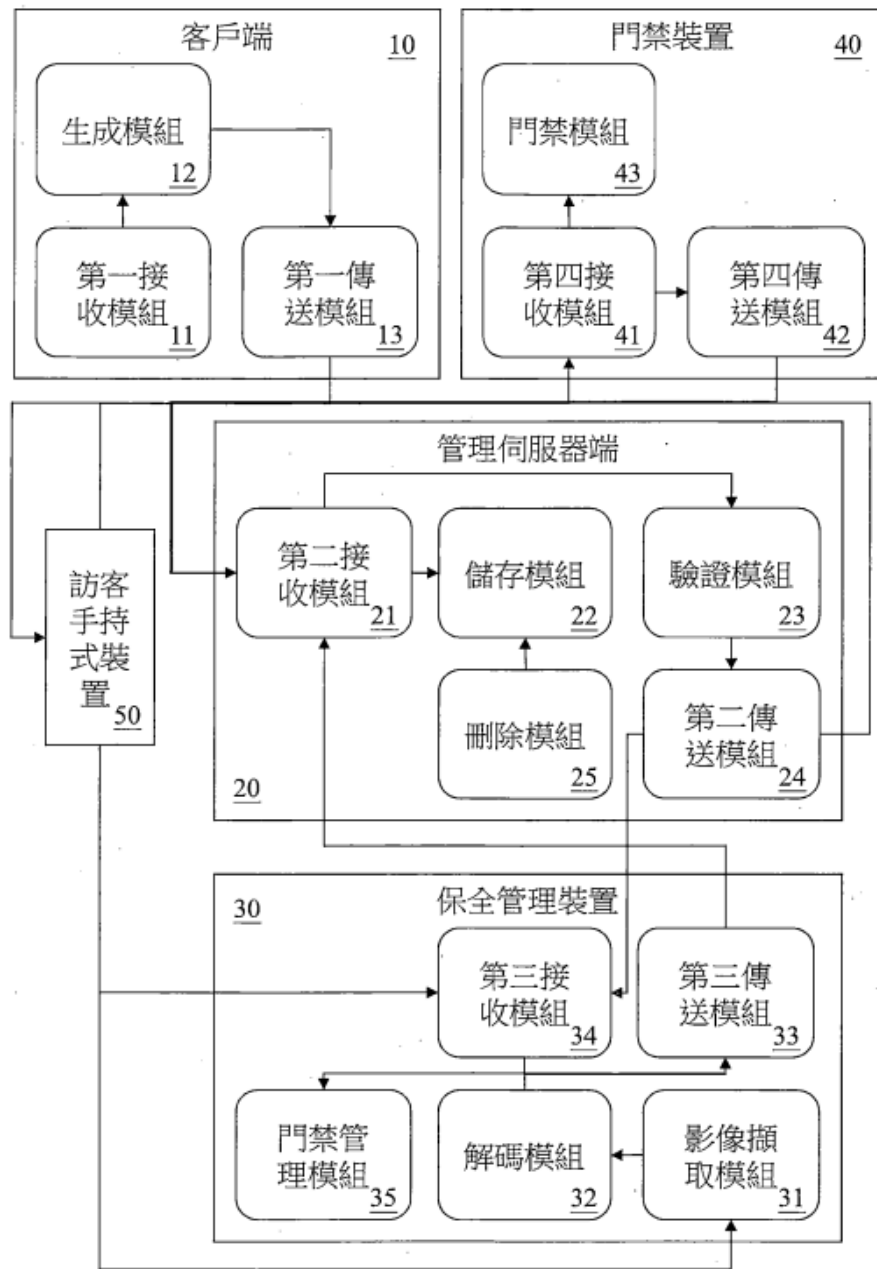 客戶端
10
生成模組
12
第一接
收模組
11
第一傳
送模組
13
門禁裝置
40
門禁模組
43
第四接
收模組
41
第四傳
送模組
42
管理伺服器端
第二接
收模組
21
儲存模組
22
驗證模組
23
刪除模組
25
第二傳
送模組
24
20
訪客
手持
式裝
置
50
30
保全管理裝置
第三接
收模組
34
第三傳
送模組
33
門禁管
理模組
35
解碼模組
32
影像擷
取模組
31